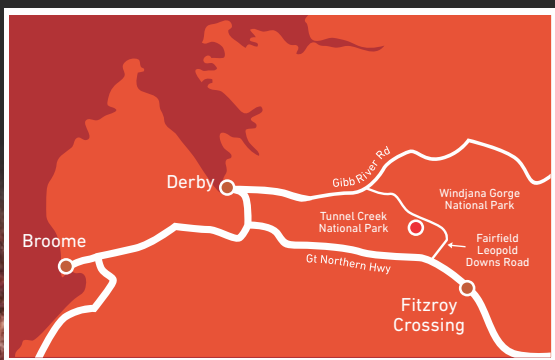 Gibb River Rd
Derby
Windjana Gorge
National Park
Tunnel Creek
National Park
Broome
Fairfield
Leopold
Downs Road
Gt Northern Hwy
Fitzroy
Crossing